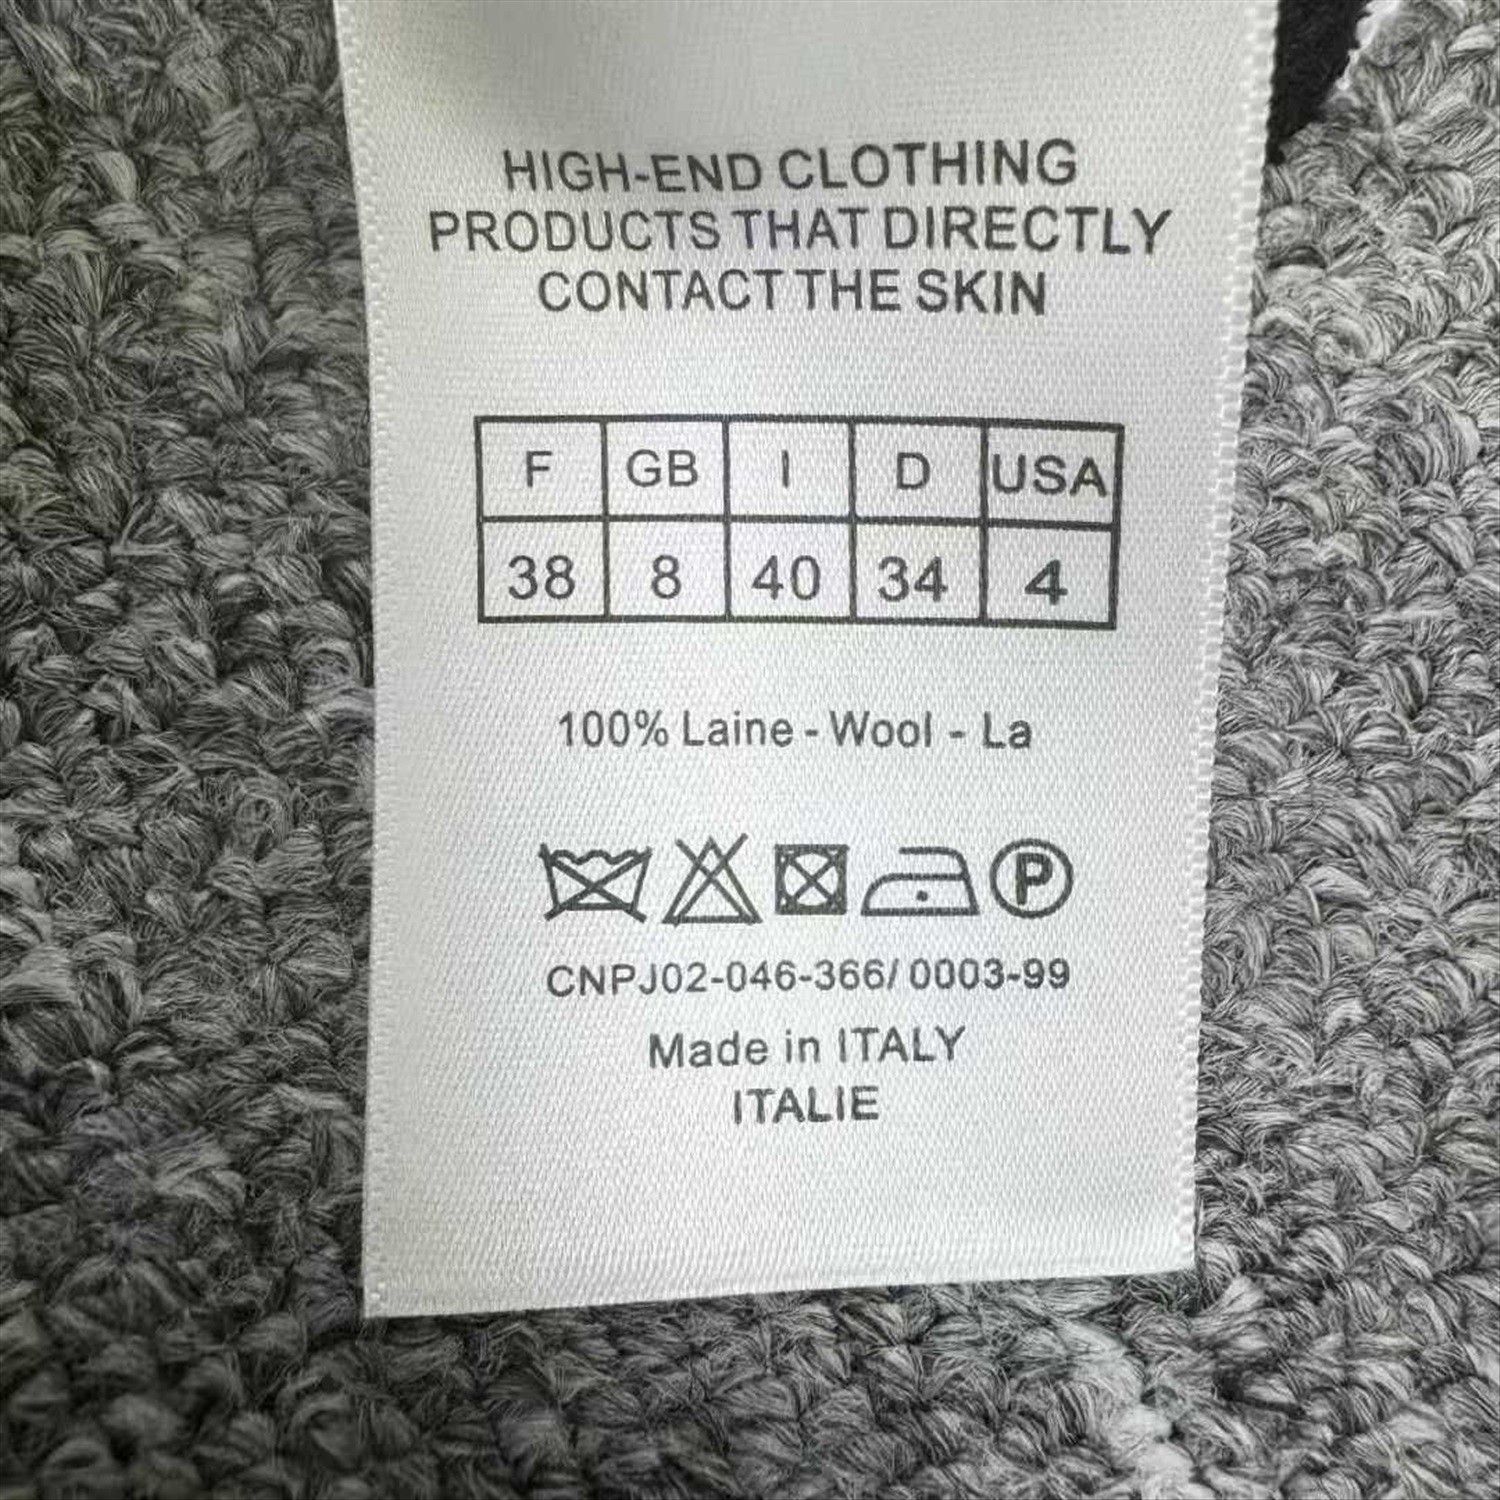 HIGH-END CLOTHING
PRODUCTS THAT DIRECTLY
CONTACT THE SKIN
F GB I D USA
38 8 40 34 4
100% Laine - Wool - La
P
CNPJ02-046-366/ 0003-99
Made in ITALY
ITALIE